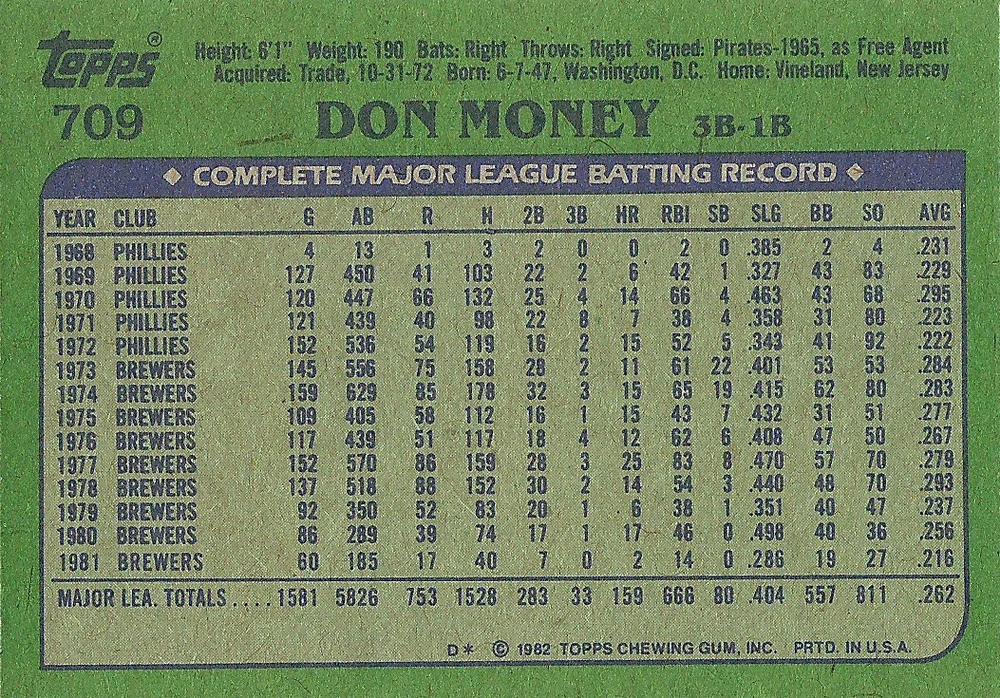 Topps®
Height: 6'1" Weight: 190 Bats: Right Throws: Right Signed: Pirates-1965, as Free Agent
Acquired: Trade, 10-31-72 Born: 6-7-47, Washington, D.C. Home: Vineland, New Jersey
709 DON MONEY 3B-1B
COMPLETE MAJOR LEAGUE BATTING RECORD
YEAR CLUB G AB R H 2B 3B HR RBI SB SLG BB SO AVG
1968 PHILLIES 4 13 1 3 2 0 0 2 0 .385 2 4 .231
1969 PHILLIES 127 450 41 103 22 2 6 42 1 .327 43 83 .229
1970 PHILLIES 120 447 66 132 25 4 14 66 4 .463 43 68 .295
1971 PHILLIES 121 439 40 98 22 8 7 38 4 .358 31 80 .223
1972 PHILLIES 152 536 54 119 16 2 15 52 5 .343 41 92 .222
1973 BREWERS 145 556 75 158 28 2 11 61 22 .401 53 53 .284
1974 BREWERS 159 629 85 178 32 3 15 65 19 .415 62 80 .283
1975 BREWERS 109 405 58 112 16 1 15 43 7 .432 31 51 .277
1976 BREWERS 117 439 51 117 18 4 12 62 6 .408 47 50 .267
1977 BREWERS 152 570 86 159 28 3 25 83 8 .470 57 70 .279
1978 BREWERS 137 518 88 152 30 2 14 54 3 .440 48 70 .293
1979 BREWERS 92 350 52 83 20 1 6 38 1 .351 40 47 .237
1980 BREWERS 86 289 39 74 17 1 17 46 0 .498 40 36 .256
1981 BREWERS 60 185 17 40 7 0 2 14 0 .286 19 27 .216
MAJOR LEA. TOTALS .... 1581 5826 753 1528 283 33 159 666 80 .404 557 811 .262
D* © 1982 TOPPS CHEWING GUM, INC. PRTD. IN U.S.A.